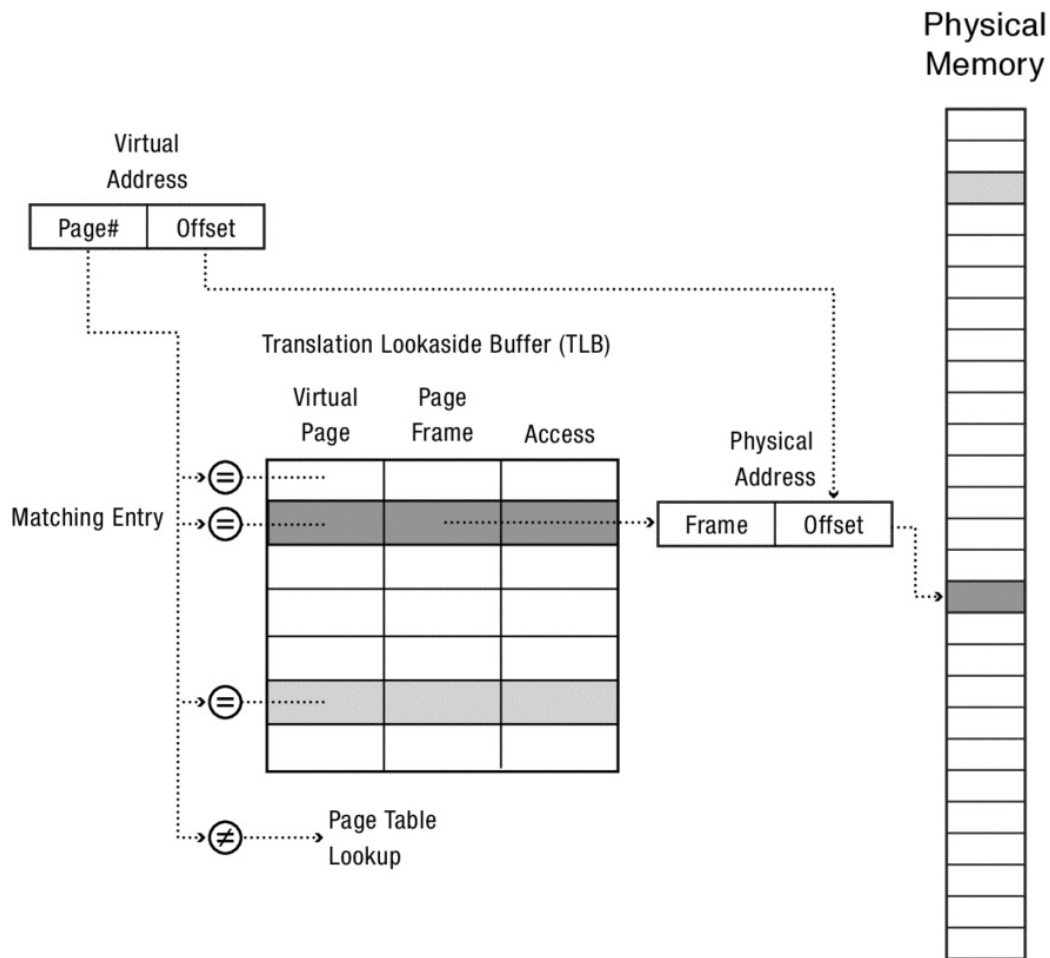 Physical
Memory
Virtual
Address
Page#
Offset
Translation Lookaside Buffer (TLB)
Virtual
Page
Page
Frame
Access
Physical
Address
=
=
Matching Entry
Frame
Offset
=
≠
Page Table
Lookup